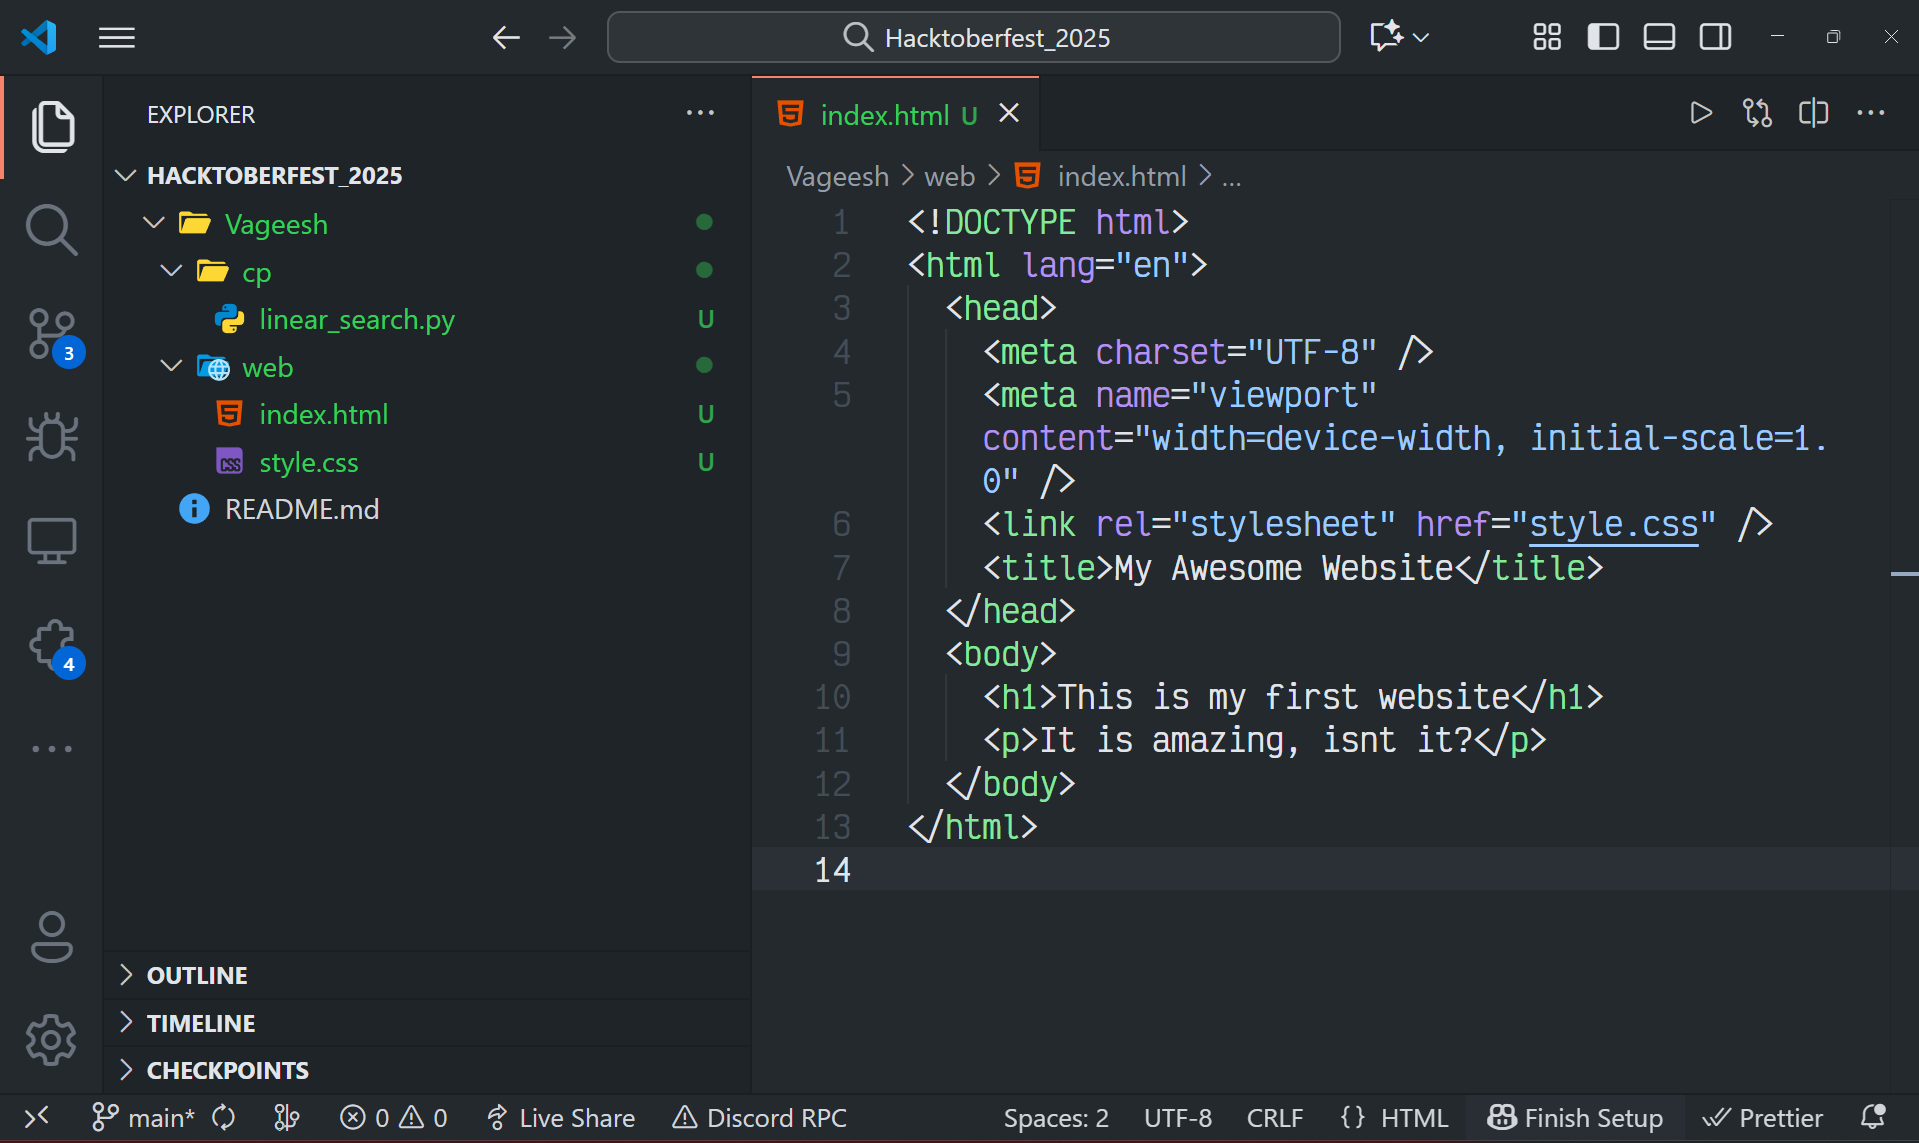 Hacktoberfest_2025
EXPLORER
HACKTOBERFEST_2025
Vageesh
cp
linear_search.py U
web
index.html U
style.css U
README.md
3
4
OUTLINE
TIMELINE
CHECKPOINTS
index.html U
Vageesh > web > index.html > ...
1 <!DOCTYPE html>
2 <html lang="en">
3 <head>
4 <meta charset="UTF-8" />
5 <meta name="viewport"
content="width=device-width, initial-scale=1.
0" />
6 <link rel="stylesheet" href="style.css" />
7 <title>My Awesome Website</title>
8 </head>
9 <body>
10 <h1>This is my first website</h1>
11 <p>It is amazing, isnt it?</p>
12 </body>
13 </html>
14
main* 0 0 Live Share Discord RPC Spaces: 2 UTF-8 CRLF {} HTML Finish Setup Prettier